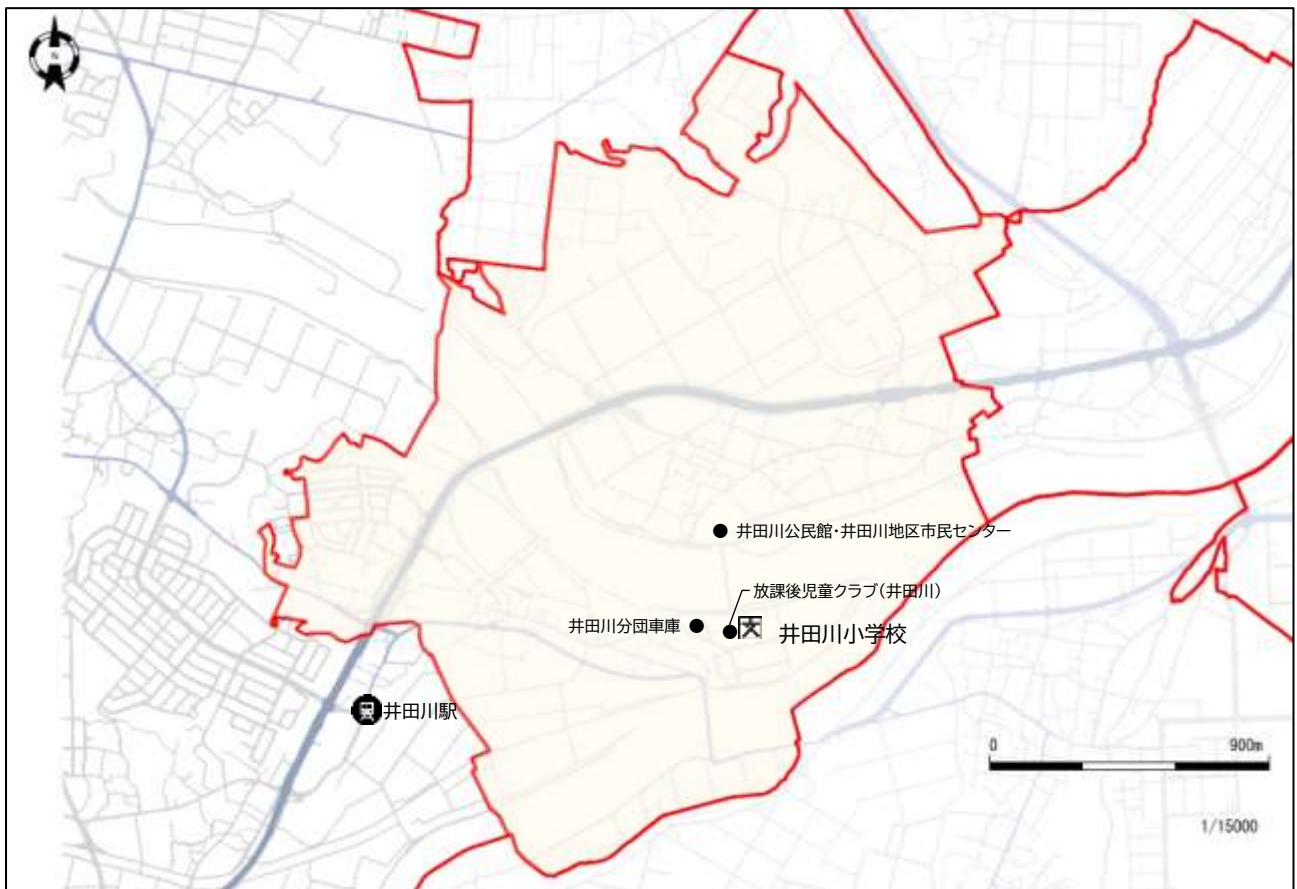 N
井田川公民館・井田川地区市民センター
放課後児童クラブ(井田川)
井田川分団車庫
文 井田川小学校
井田川駅
0 900m
1/15000